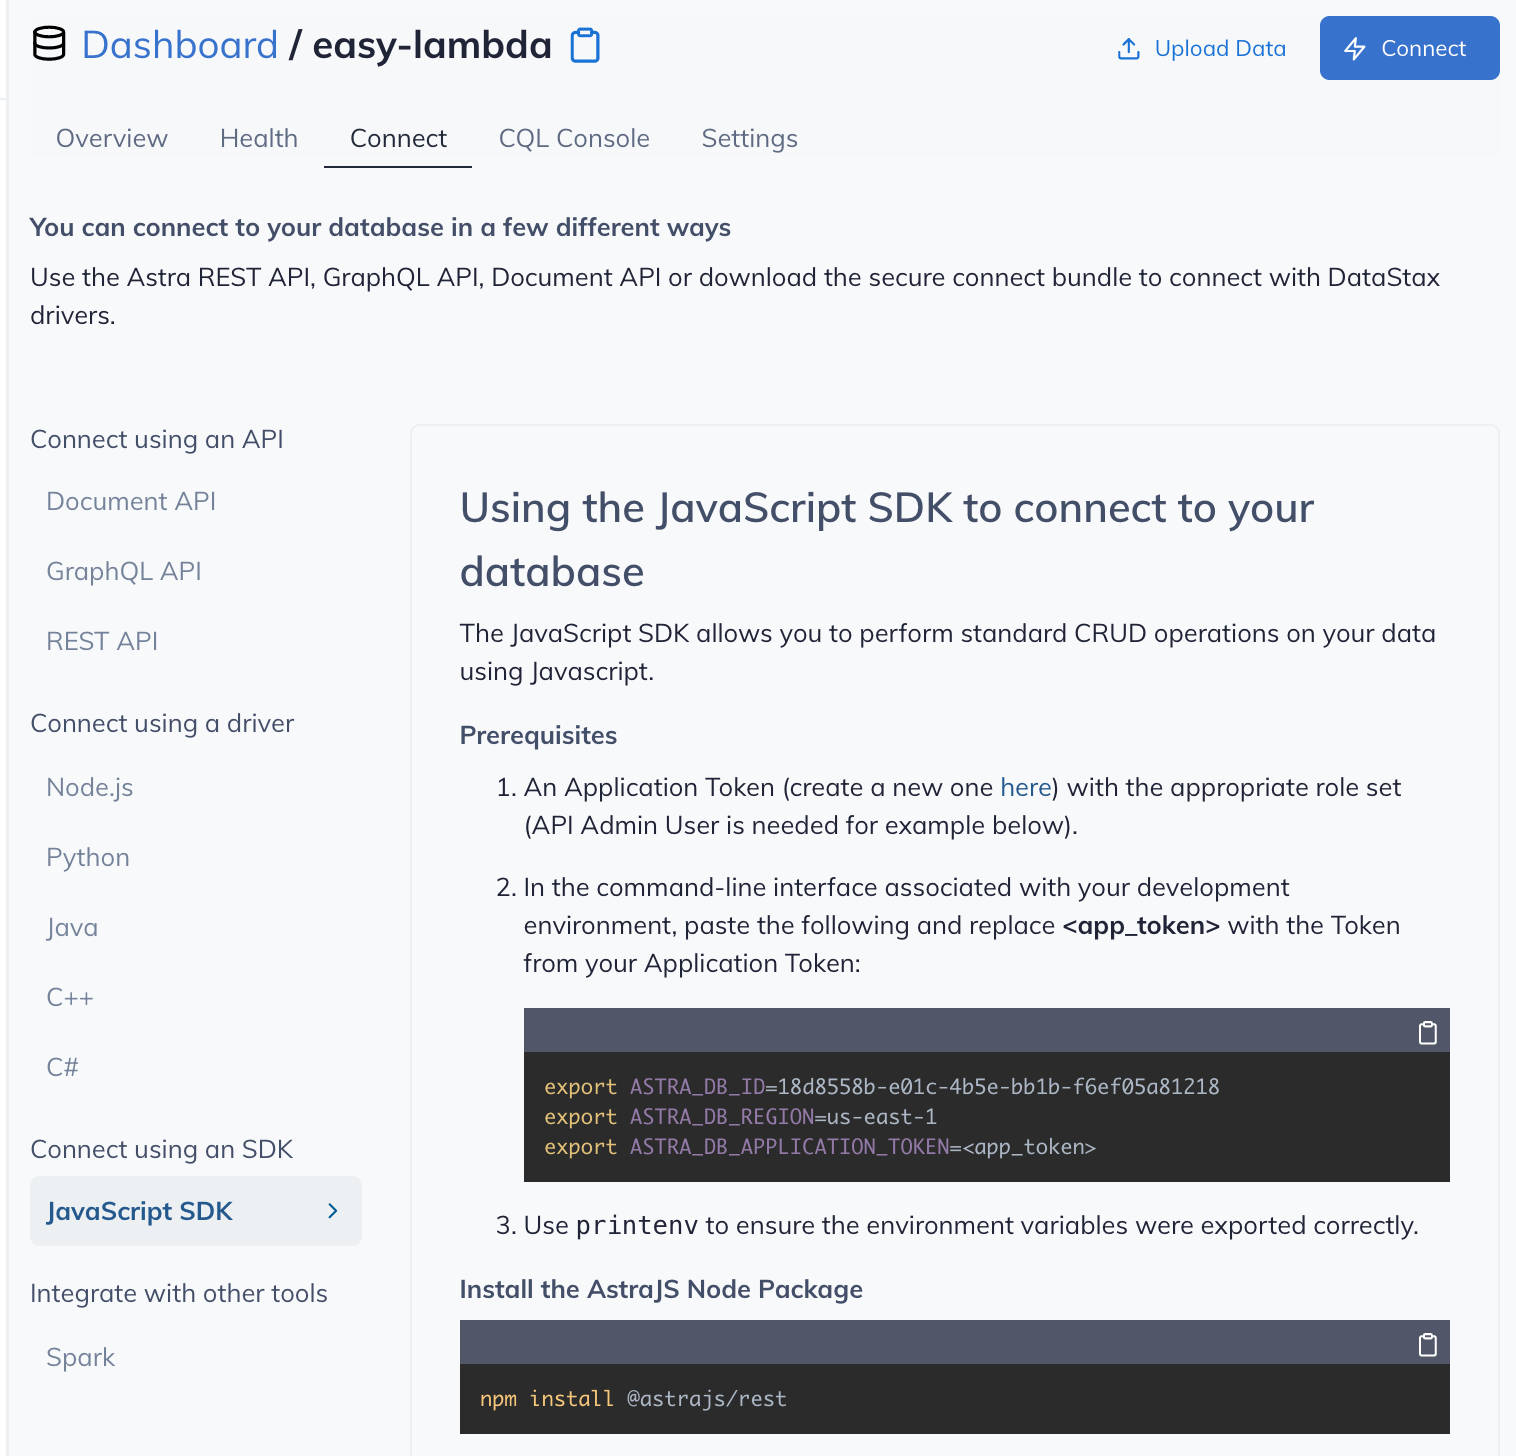 Dashboard / easy-lambda
Upload Data
Connect
Overview
Health
Connect
CQL Console
Settings
You can connect to your database in a few different ways
Use the Astra REST API, GraphQL API, Document API or download the secure connect bundle to connect with DataStax
drivers.
Connect using an API
Document API
GraphQL API
REST API
Connect using a driver
Node.js
Python
Java
C++
C#
Connect using an SDK
JavaScript SDK
Integrate with other tools
Spark
Using the JavaScript SDK to connect to your
database
The JavaScript SDK allows you to perform standard CRUD operations on your data
using Javascript.
Prerequisites
1. An Application Token (create a new one here) with the appropriate role set
(API Admin User is needed for example below).
2. In the command-line interface associated with your development
environment, paste the following and replace <app_token> with the Token
from your Application Token:
export ASTRA_DB_ID=18d8558b-e01c-4b5e-bb1b-f6ef05a81218
export ASTRA_DB_REGION=us-east-1
export ASTRA_DB_APPLICATION_TOKEN=<app_token>
3. Use printenv to ensure the environment variables were exported correctly.
Install the AstraJS Node Package
npm install @astrajs/rest